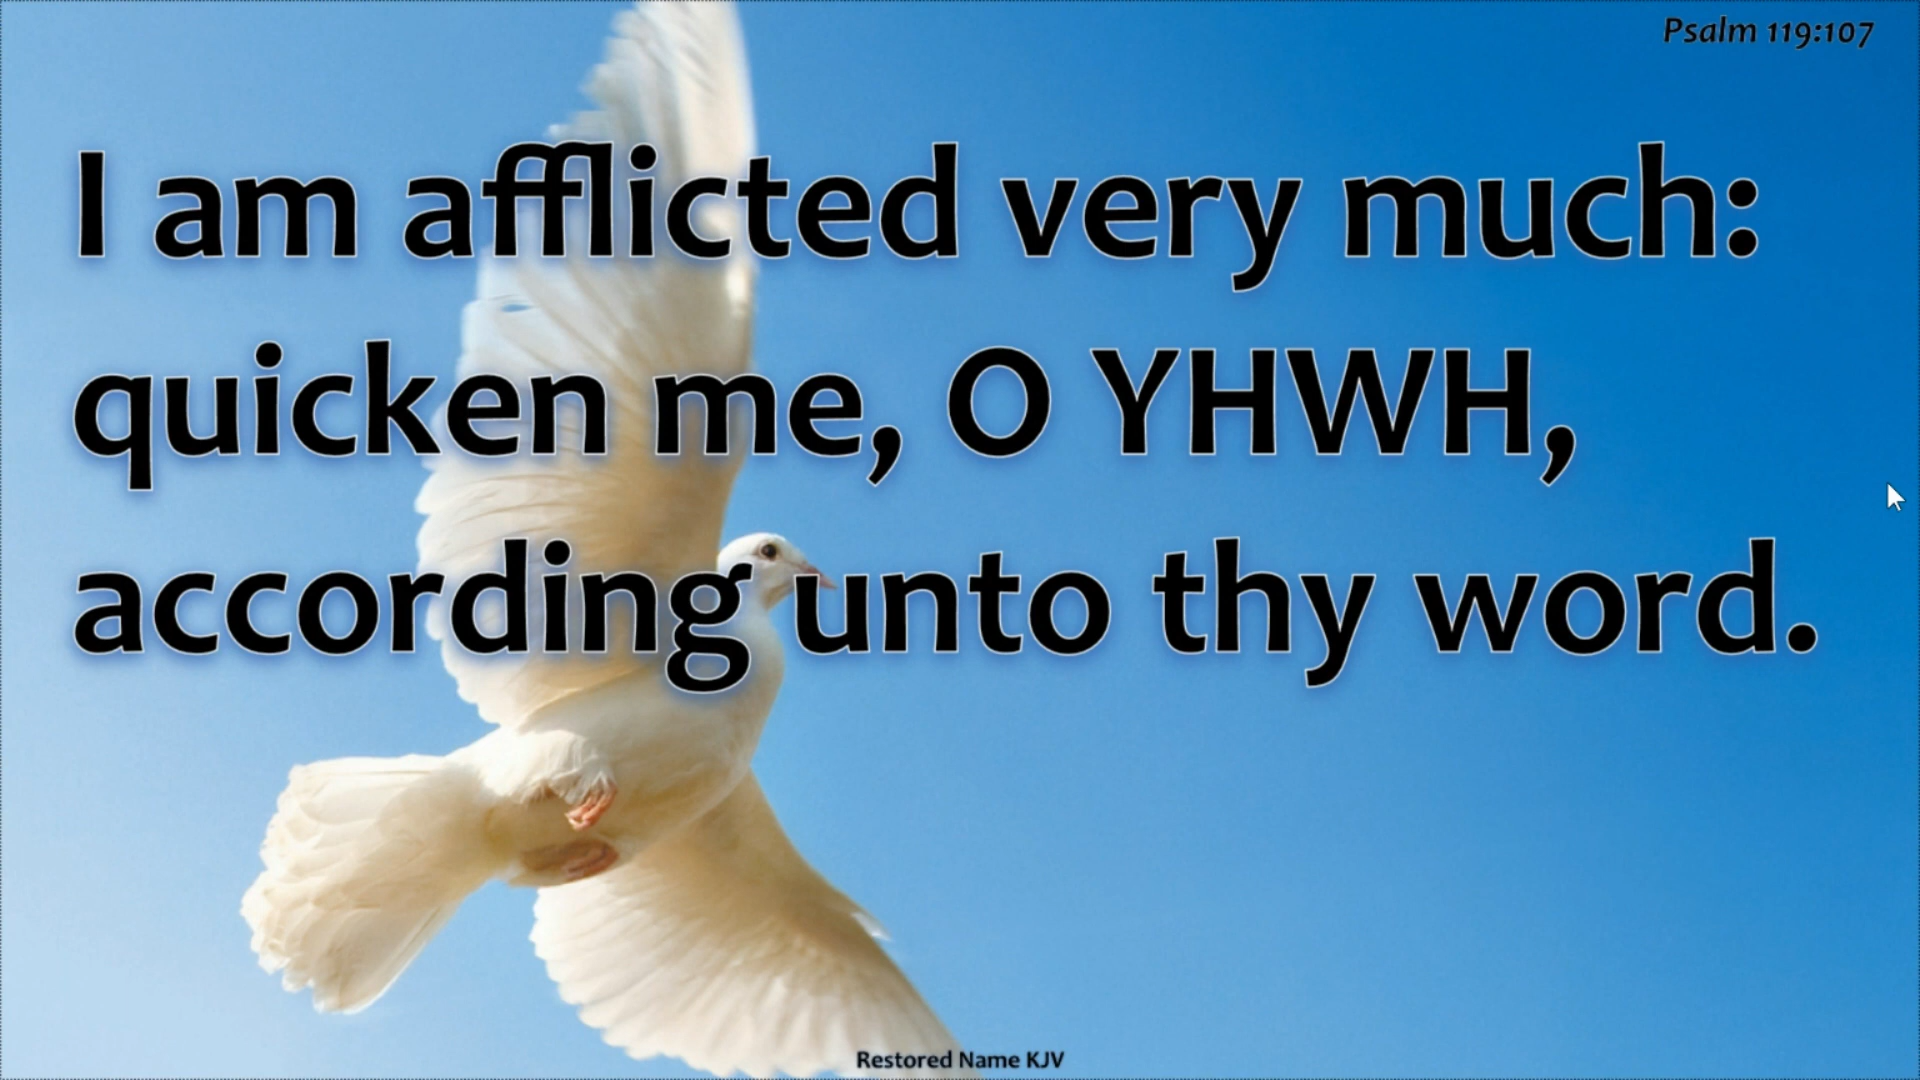 Psalm 119:107
I am afflicted very much:
quicken me, O YHWH,
according unto thy word.
Restored Name KJV